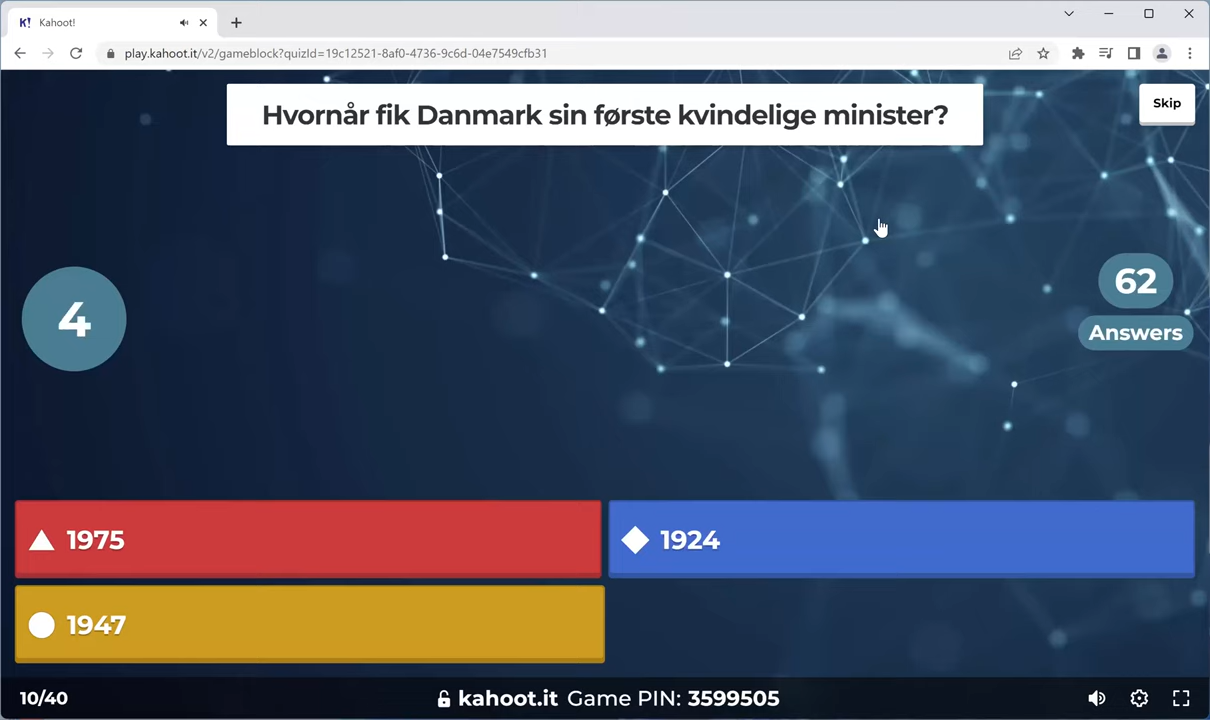 Kahoot!
play.kahoot.it/v2/gameblock?quizId=19c12521-8af0-4736-9c6d-04e7549cfb31
Hvornår fik Danmark sin første kvindelige minister?
Skip
4
62
Answers
1975
1924
1947
10/40
kahoot.it Game PIN: 3599505